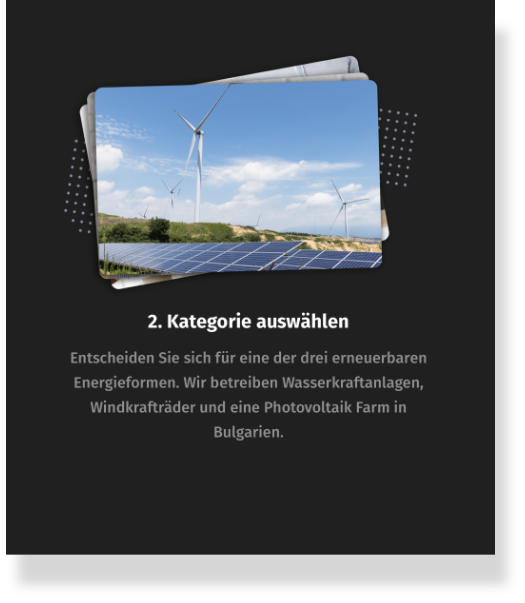 2. Kategorie auswählen
Entscheiden Sie sich für eine der drei erneuerbaren
Energieformen. Wir betreiben Wasserkraftanlagen,
Windkrafträder und eine Photovoltaik Farm in
Bulgarien.